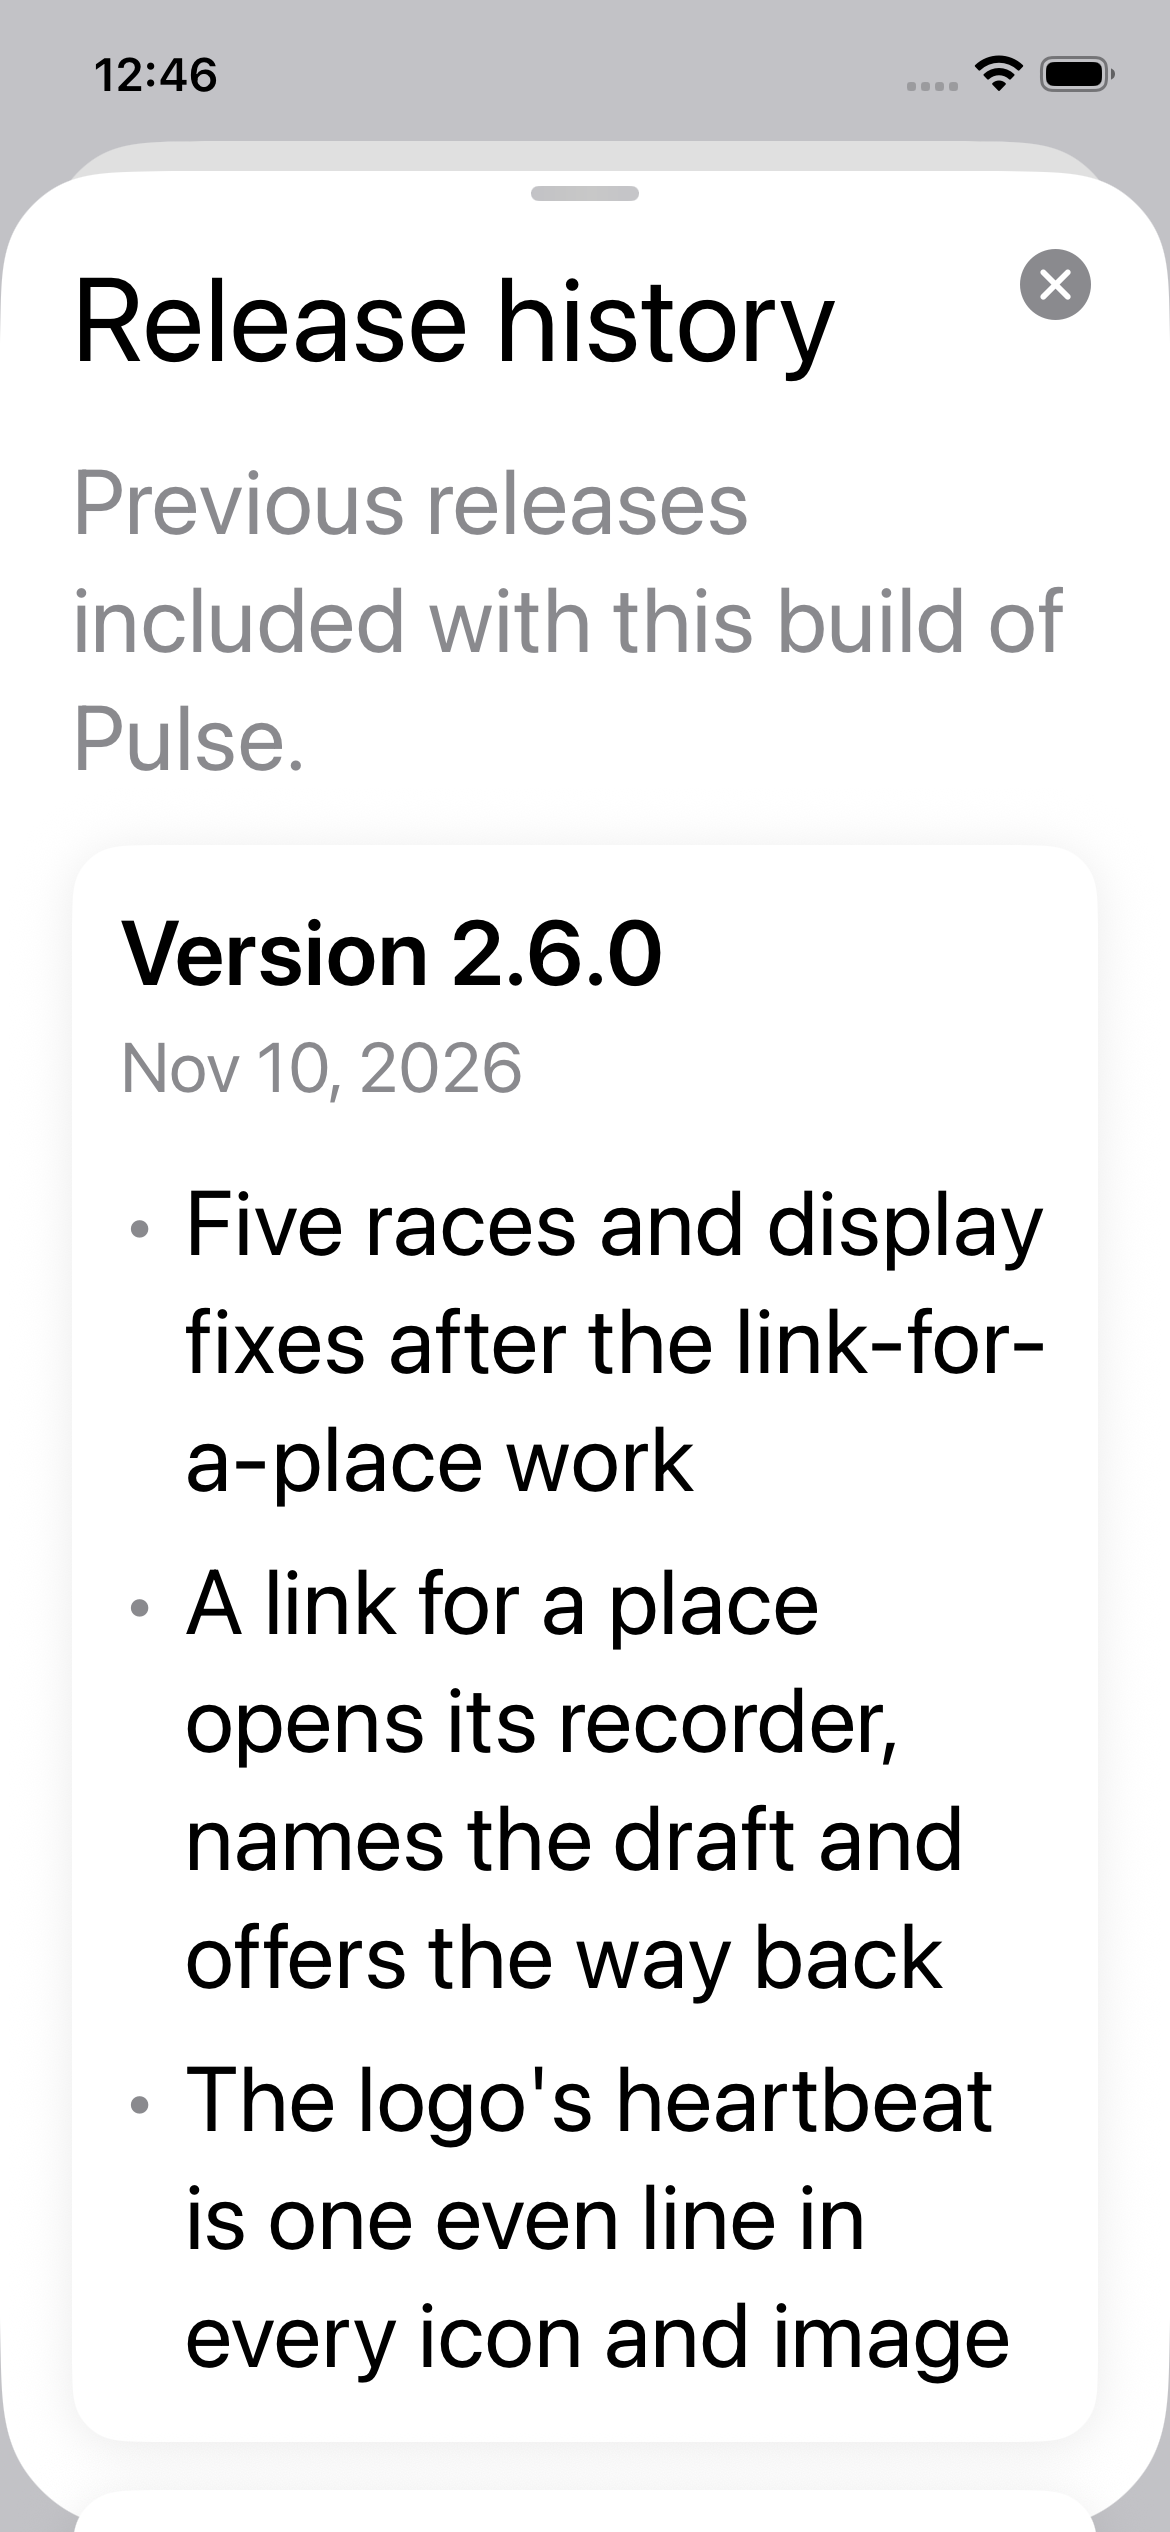 12:46
Release history
Previous releases
included with this build of
Pulse.
Version 2.6.0
Nov 10, 2026
• Five races and display
fixes after the link-for-
a-place work
• A link for a place
opens its recorder,
names the draft and
offers the way back
• The logo's heartbeat
is one even line in
every icon and image